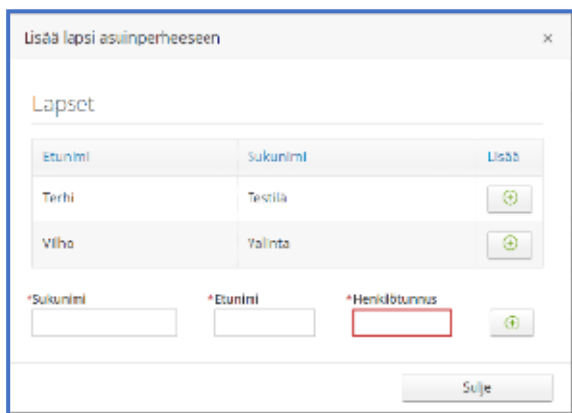 Lisää lapsi asuinperheeseen ×
Lapset
Etunimi Sukunimi Lisää
Terhi Testilä
Vilho Valinta
*Sukunimi *Etunimi *Henkilötunnus
Sulje